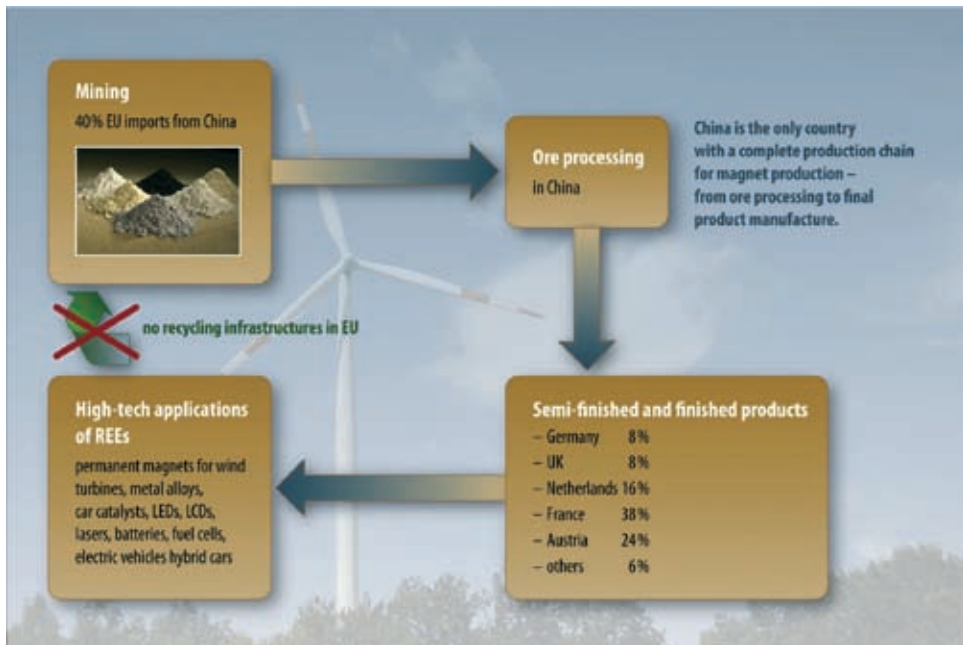 Mining
40% EU imports from China
Ore processing
in China
China is the only country
with a complete production chain
for magnet production –
from ore processing to final
product manufacture.
no recycling infrastructures in EU
High-tech applications
of REEs
permanent magnets for wind
turbines, metal alloys,
car catalysts, LEDs, LCDs,
lasers, batteries, fuel cells,
electric vehicles hybrid cars
Semi-finished and finished products
– Germany 8%
– UK 8%
– Netherlands 16%
– France 38%
– Austria 24%
– others 6%